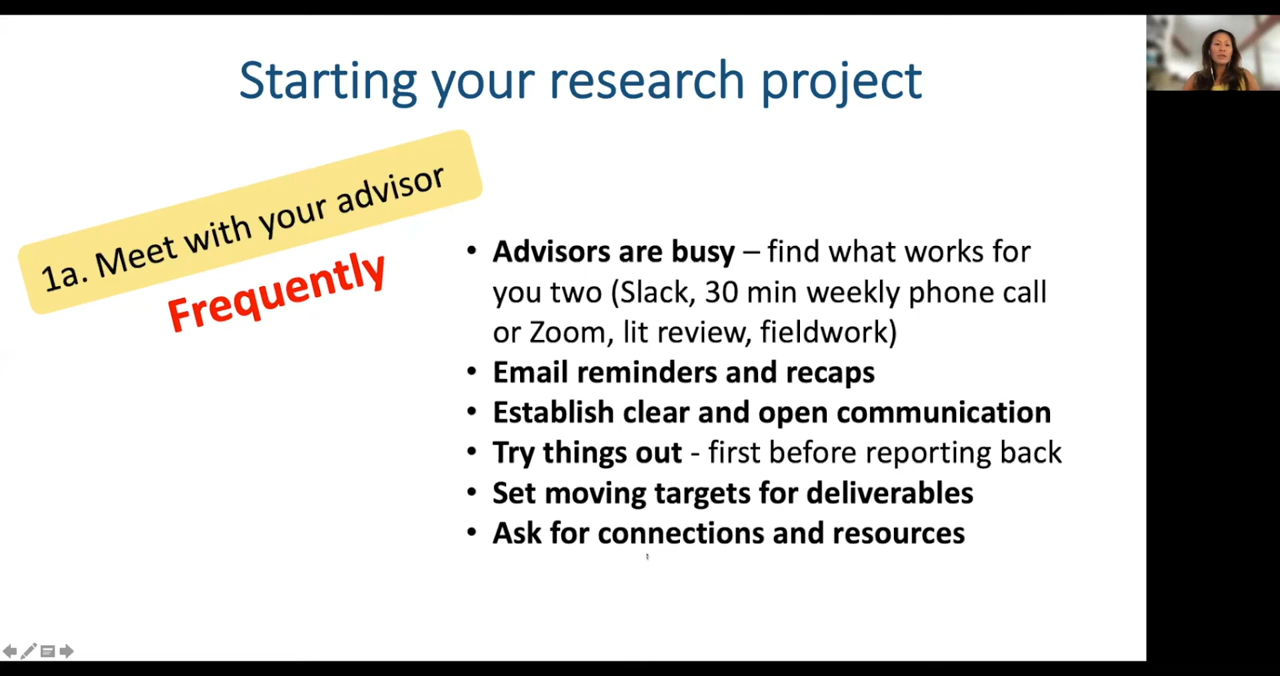 Starting your research project
1a. Meet with your advisor
Frequently
• Advisors are busy – find what works for
you two (Slack, 30 min weekly phone call
or Zoom, lit review, fieldwork)
• Email reminders and recaps
• Establish clear and open communication
• Try things out - first before reporting back
• Set moving targets for deliverables
• Ask for connections and resources